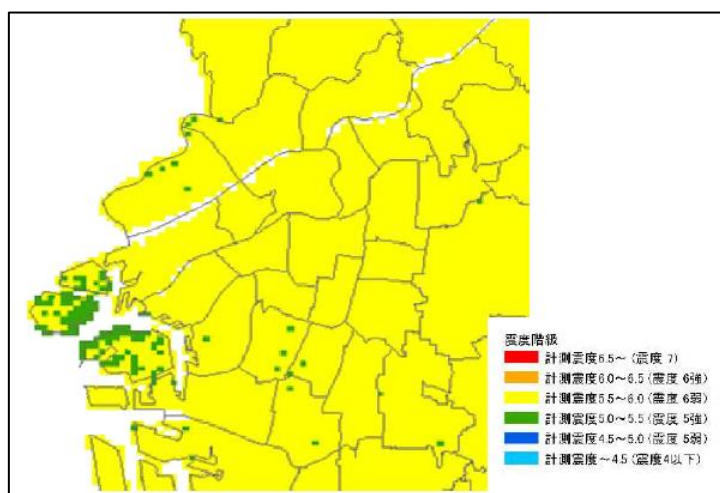 震度階級
計測震度6.5～(震度 7)
計測震度6.0～6.5(震度 6強)
計測震度5.5～6.0(震度 6弱)
計測震度5.0～5.5(震度 5強)
計測震度4.5～5.0(震度 5弱)
計測震度～4.5(震度4以下)